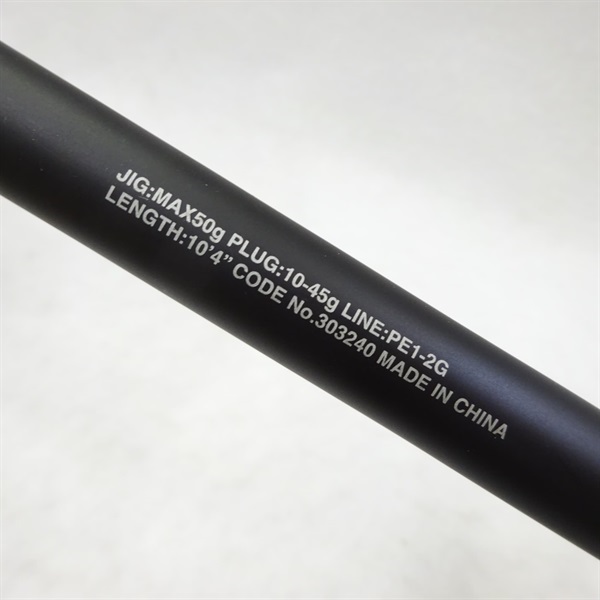 JIG:MAX50g PLUG:10-45g LINE:PE1-2G
LENGTH:10'4" CODE No.303240 MADE IN CHINA